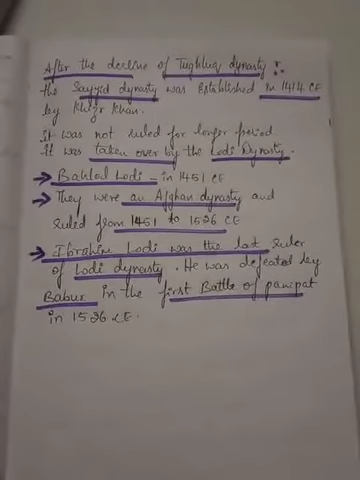 After the decline of Tughluq dynasty :
the Sayyid dynasty was established in 1414 CE
by Khizr Khan.
It was not ruled for longer period
It was taken over by the Lodi Dynasty.
→ Bahlol Lodi - in 1451 CE
→ They were an Afghan dynasty and
ruled from 1451 to 1526 CE
→ Ibrahim Lodi was the last ruler
of Lodi dynasty. He was defeated by
Babur in the first Battle of panipat
in 1526 CE.